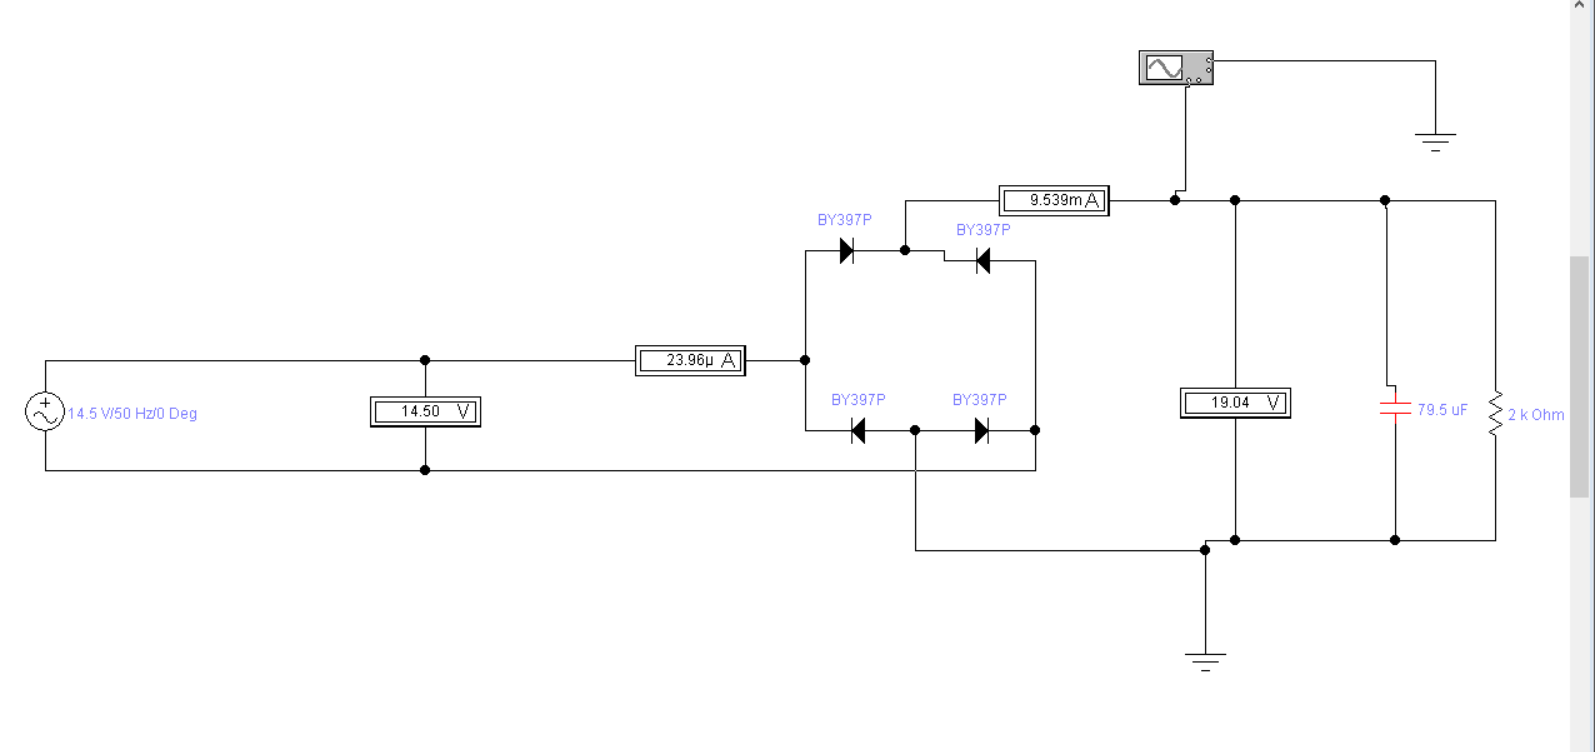 9.539m A
BY397P
BY397P
23.96µ A
14.5 V/50 Hz/0 Deg
14.50 V
BY397P
BY397P
19.04 V
79.5 uF
2 k Ohm